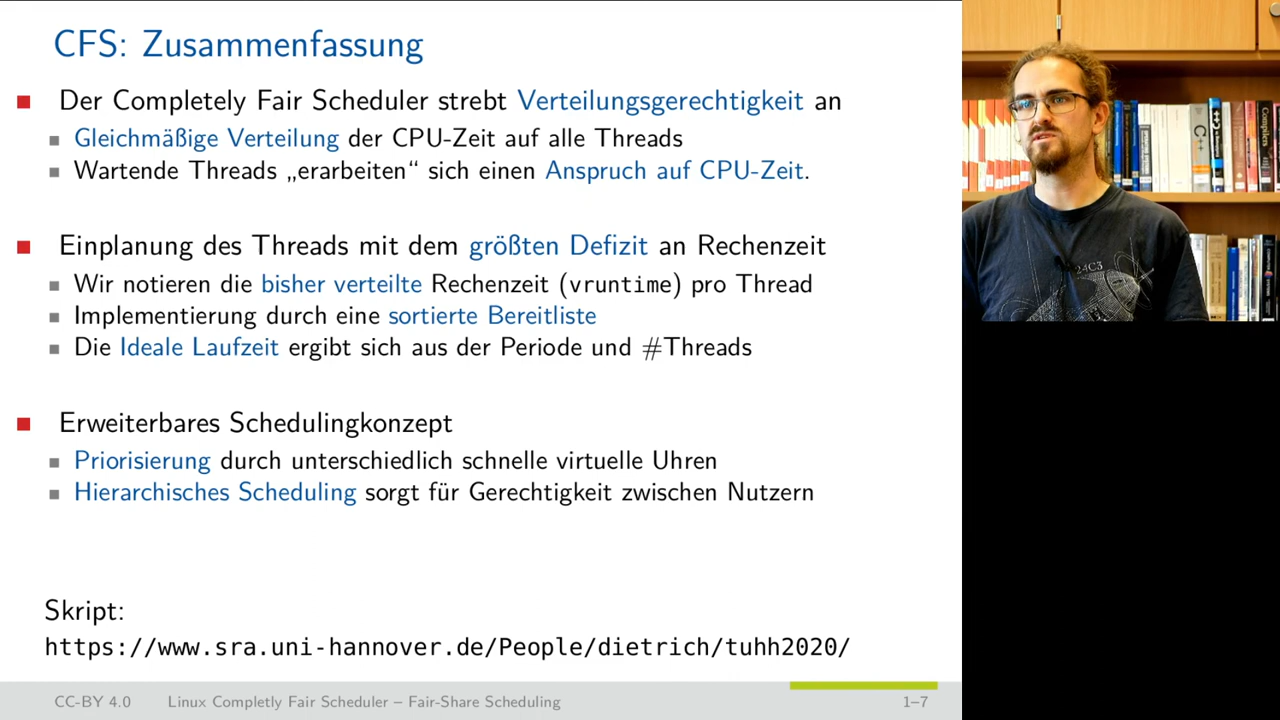 CFS: Zusammenfassung
Der Completely Fair Scheduler strebt Verteilungsgerechtigkeit an
Gleichmäßige Verteilung der CPU-Zeit auf alle Threads
Wartende Threads „erarbeiten“ sich einen Anspruch auf CPU-Zeit.
Einplanung des Threads mit dem größten Defizit an Rechenzeit
Wir notieren die bisher verteilte Rechenzeit (vruntime) pro Thread
Implementierung durch eine sortierte Bereitliste
Die Ideale Laufzeit ergibt sich aus der Periode und #Threads
Erweiterbares Schedulingkonzept
Priorisierung durch unterschiedlich schnelle virtuelle Uhren
Hierarchisches Scheduling sorgt für Gerechtigkeit zwischen Nutzern
Skript:
https://www.sra.uni-hannover.de/People/dietrich/tuhh2020/
CC-BY 4.0 Linux Completly Fair Scheduler – Fair-Share Scheduling 1–7
24C3
C++
Compilers